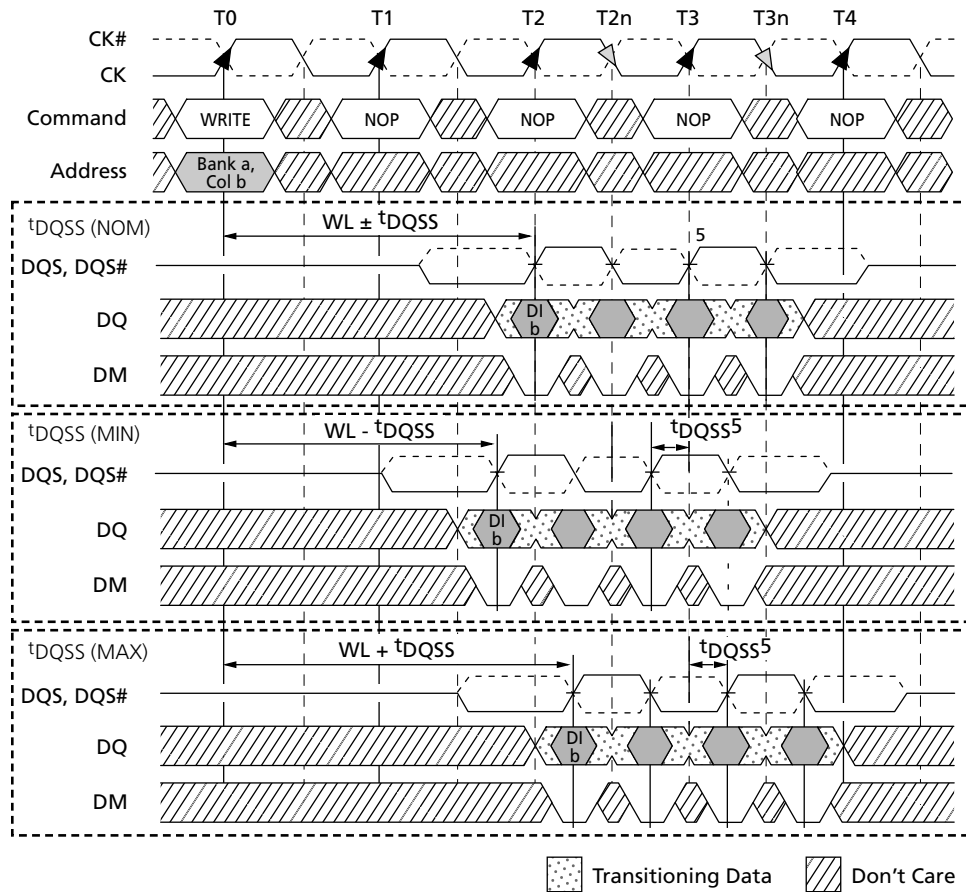 T0 T1 T2 T2n T3 T3n T4
CK#
CK
Command WRITE NOP NOP NOP NOP
Address Bank a,
Col b
tDQSS (NOM) WL ± tDQSS 5
DQS, DQS#
DQ DI
b
DM
tDQSS (MIN) WL - tDQSS tDQSS5
DQS, DQS#
DQ DI
b
DM
tDQSS (MAX) WL + tDQSS tDQSS5
DQS, DQS#
DQ DI
b
DM
Transitioning Data Don't Care